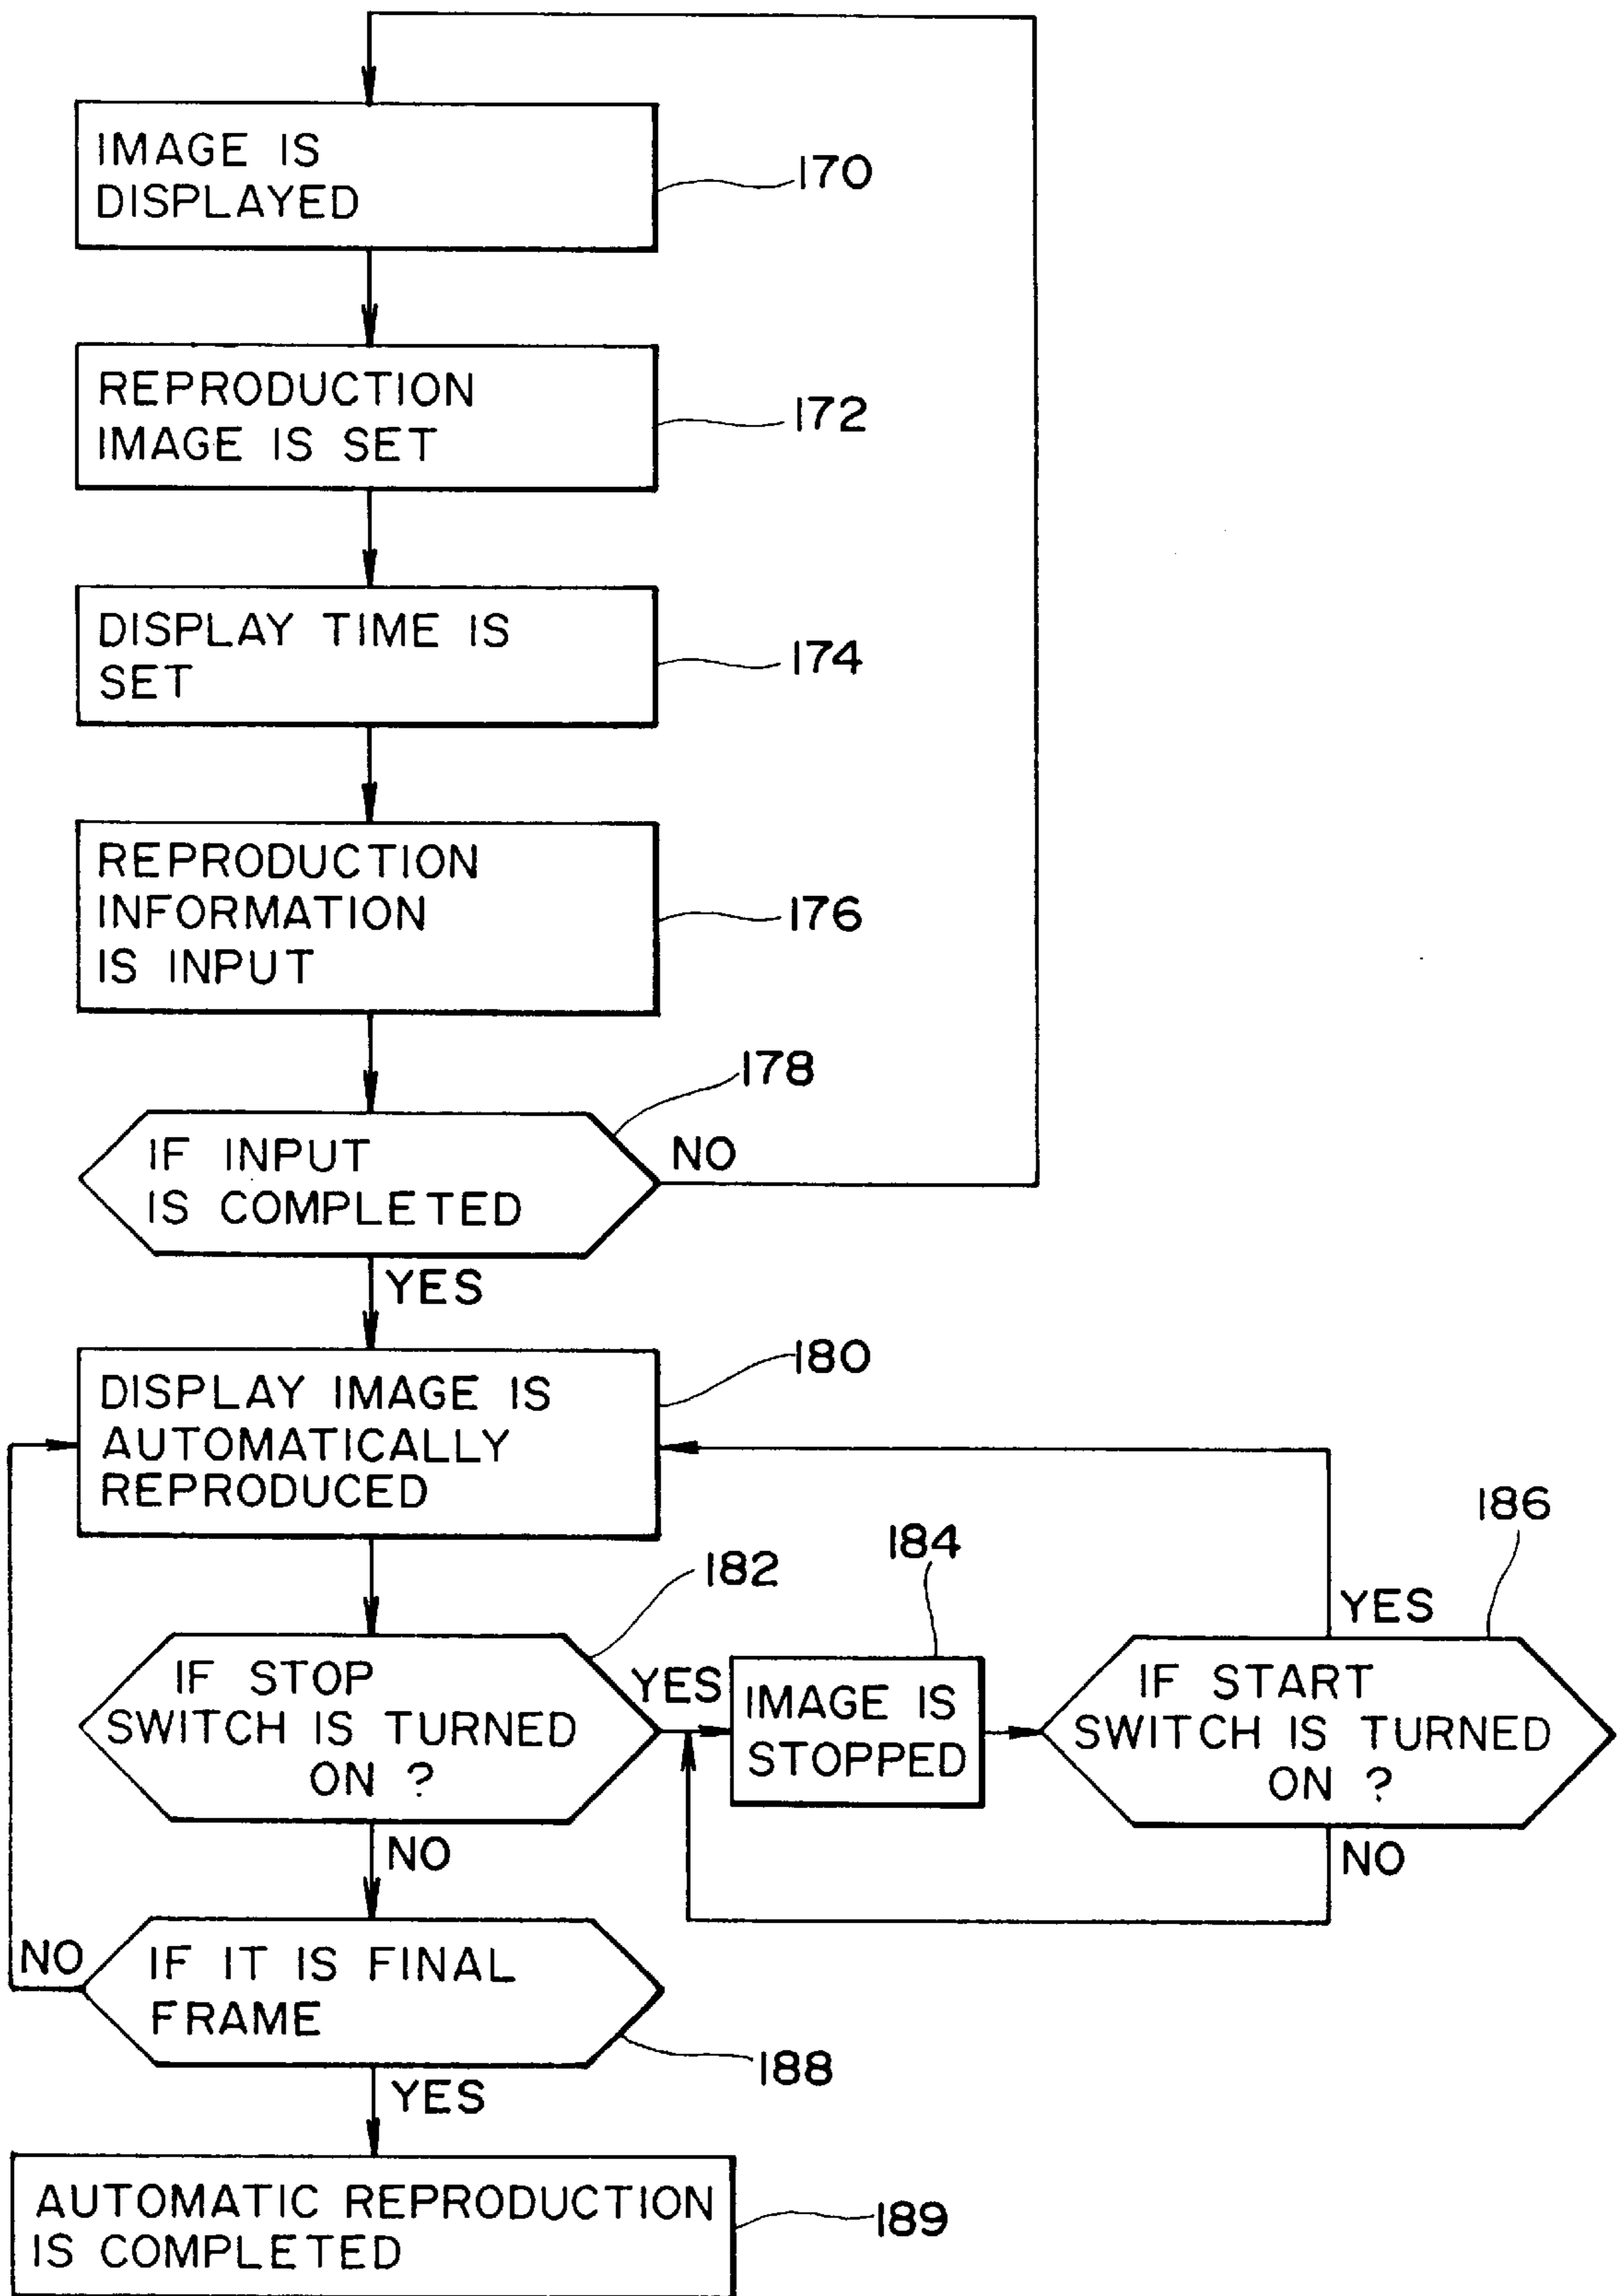 IMAGE IS
DISPLAYED
170
REPRODUCTION
IMAGE IS SET
172
DISPLAY TIME IS
SET
174
REPRODUCTION
INFORMATION
IS INPUT
176
178
IF INPUT
IS COMPLETED
NO
YES
180
DISPLAY IMAGE IS
AUTOMATICALLY
REPRODUCED
182
IF STOP
SWITCH IS TURNED
ON ?
YES
184
IMAGE IS
STOPPED
186
YES
IF START
SWITCH IS TURNED
ON ?
NO
NO
NO
IF IT IS FINAL
FRAME
188
YES
AUTOMATIC REPRODUCTION
IS COMPLETED
189